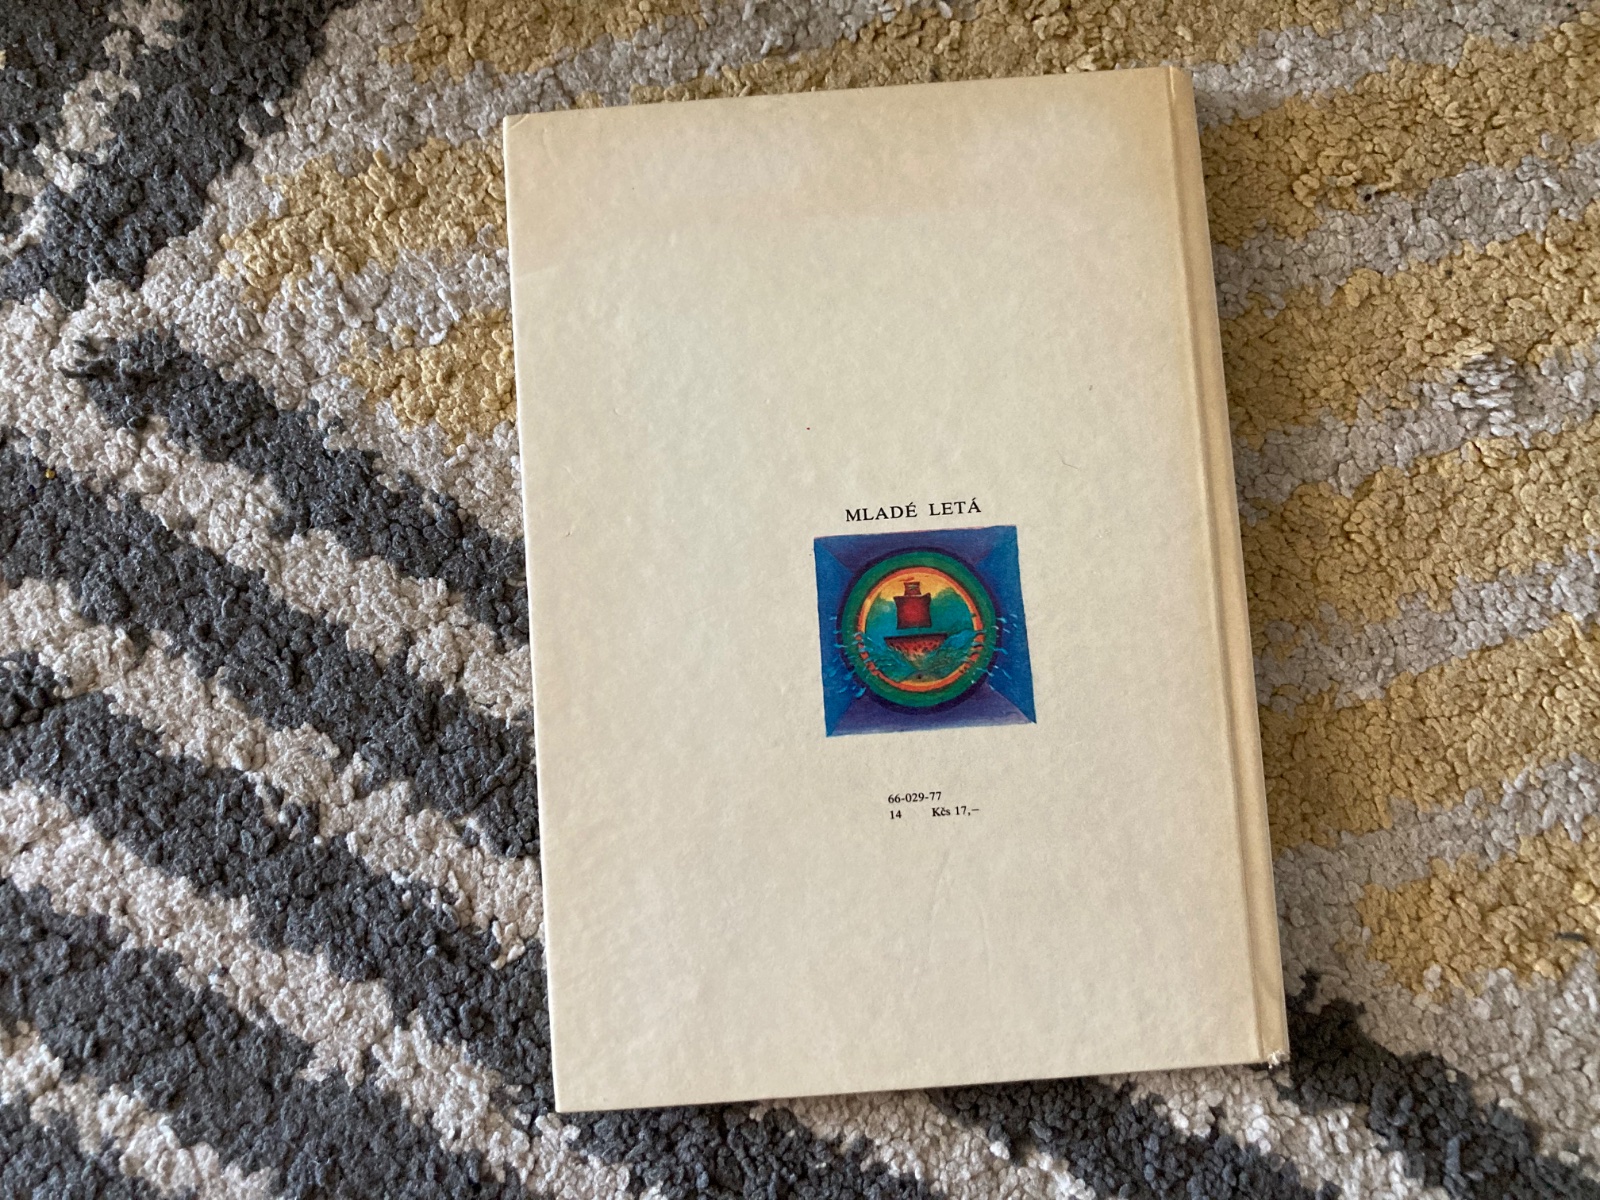 MLADÉ LETÁ
66-029-77
14 Kčs 17,–